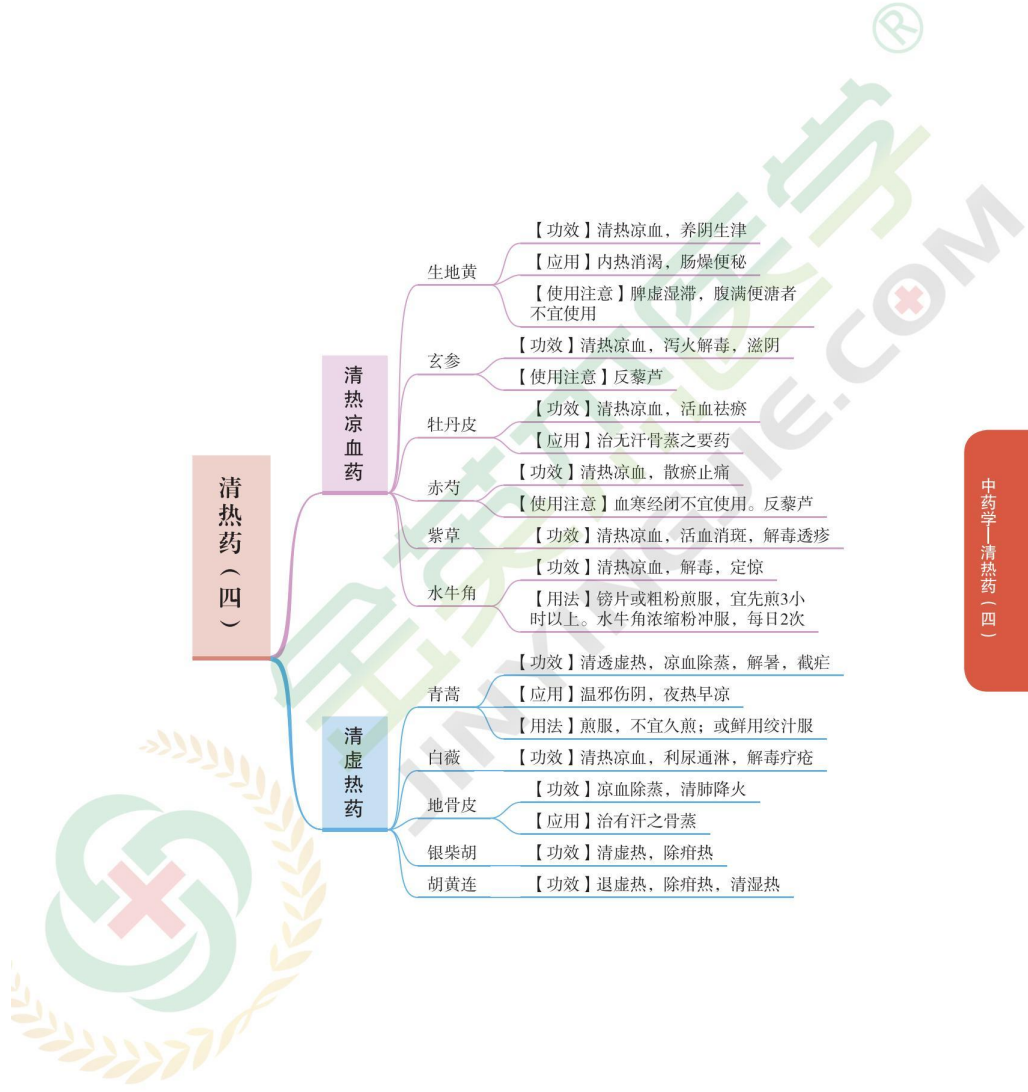 清热药（四）
清热凉血药
生地黄
【功效】清热凉血，养阴生津
【应用】内热消渴，肠燥便秘
【使用注意】脾虚湿滞，腹满便溏者
不宜使用
玄参
【功效】清热凉血，泻火解毒，滋阴
【使用注意】反藜芦
牡丹皮
【功效】清热凉血，活血祛瘀
【应用】治无汗骨蒸之要药
赤芍
【功效】清热凉血，散瘀止痛
【使用注意】血寒经闭不宜使用。反藜芦
紫草
【功效】清热凉血，活血消斑，解毒透疹
水牛角
【功效】清热凉血，解毒，定惊
【用法】镑片或粗粉煎服，宜先煎3小
时以上。水牛角浓缩粉冲服，每日2次
清虚热药
青蒿
【功效】清透虚热，凉血除蒸，解暑，截疟
【应用】温邪伤阴，夜热早凉
【用法】煎服，不宜久煎；或鲜用绞汁服
白薇
【功效】清热凉血，利尿通淋，解毒疗疮
地骨皮
【功效】凉血除蒸，清肺降火
【应用】治有汗之骨蒸
银柴胡
【功效】清虚热，除疳热
胡黄连
【功效】退虚热，除疳热，清湿热
中药学—清热药（四）
金英杰医学®
JINYINGJIE.COM